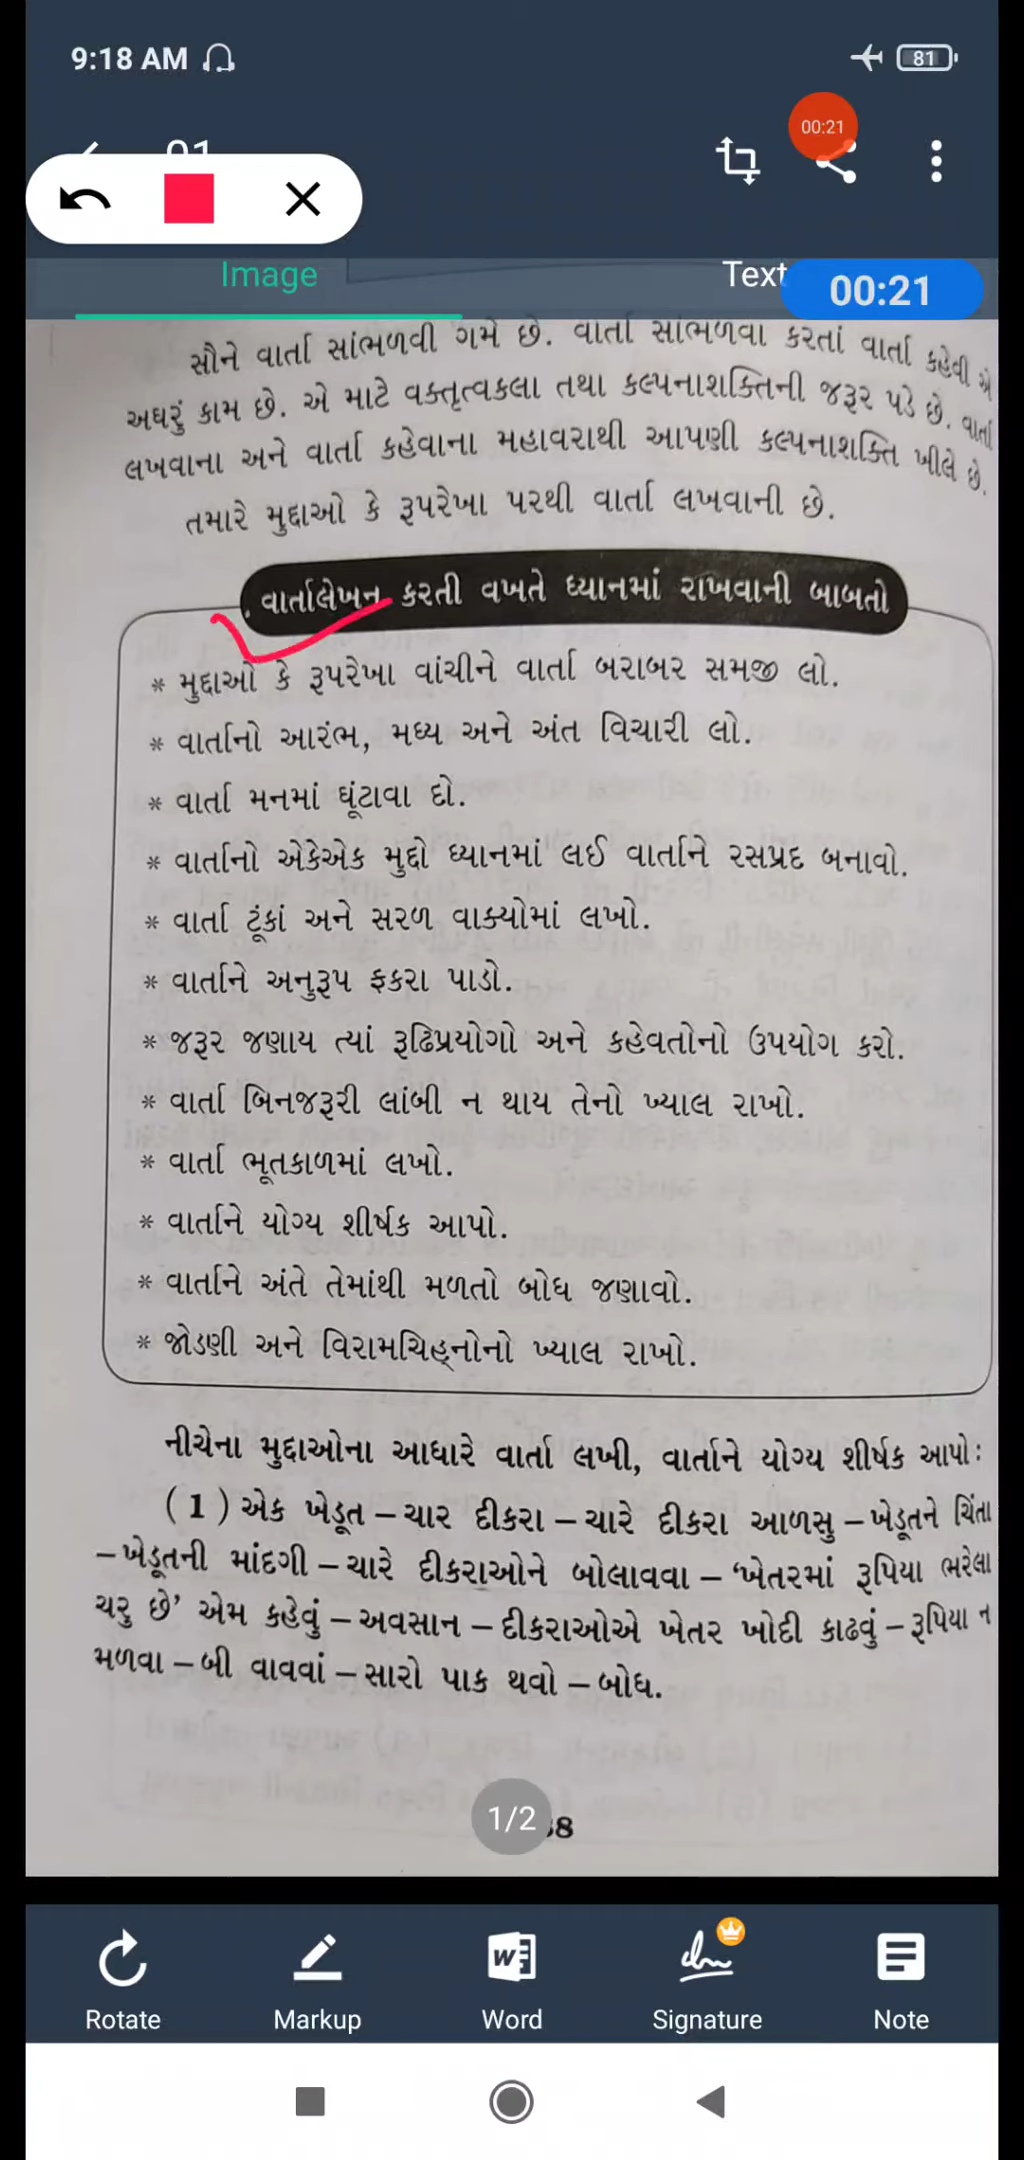 9:18 AM
81
00:21
Image
Text
00:21
સૌને વાર્તા સાંભળવી ગમે છે. વાર્તા સાંભળવા કરતાં વાર્તા કહેવી એ
અઘરું કામ છે. એ માટે વક્તૃત્વકલા તથા કલ્પનાશક્તિની જરૂર પડે છે. વાર્તા
લખવાના અને વાર્તા કહેવાના મહાવરાથી આપણી કલ્પનાશક્તિ ખીલે છે.
તમારે મુદ્દાઓ કે રૂપરેખા પરથી વાર્તા લખવાની છે.
વાર્તાલેખન કરતી વખતે ધ્યાનમાં રાખવાની બાબતો
* મુદ્દાઓ કે રૂપરેખા વાંચીને વાર્તા બરાબર સમજી લો.
* વાર્તાનો આરંભ, મધ્ય અને અંત વિચારી લો.
* વાર્તા મનમાં ઘૂંટાવા દો.
* વાર્તાનો એકેએક મુદ્દો ધ્યાનમાં લઈ વાર્તાને રસપ્રદ બનાવો.
* વાર્તા ટૂંકાં અને સરળ વાક્યોમાં લખો.
* વાર્તાને અનુરૂપ ફકરા પાડો.
* જરૂર જણાય ત્યાં રૂઢિપ્રયોગો અને કહેવતોનો ઉપયોગ કરો.
* વાર્તા બિનજરૂરી લાંબી ન થાય તેનો ખ્યાલ રાખો.
* વાર્તા ભૂતકાળમાં લખો.
* વાર્તાને યોગ્ય શીર્ષક આપો.
* વાર્તાને અંતે તેમાંથી મળતો બોધ જણાવો.
* જોડણી અને વિરામચિહ્નોનો ખ્યાલ રાખો.
નીચેના મુદ્દાઓના આધારે વાર્તા લખી, વાર્તાને યોગ્ય શીર્ષક આપો :
( 1 ) એક ખેડૂત – ચાર દીકરા – ચારે દીકરા આળસુ – ખેડૂતને ચિંતા
– ખેડૂતની માંદગી – ચારે દીકરાઓને બોલાવવા – ‘ખેતરમાં રૂપિયા ભરેલા
ચરુ છે’ એમ કહેવું – અવસાન – દીકરાઓએ ખેતર ખોદી કાઢવું – રૂપિયા ન
મળવા – બી વાવવાં – સારો પાક થવો – બોધ.
1/2
Rotate
Markup
Word
Signature
Note